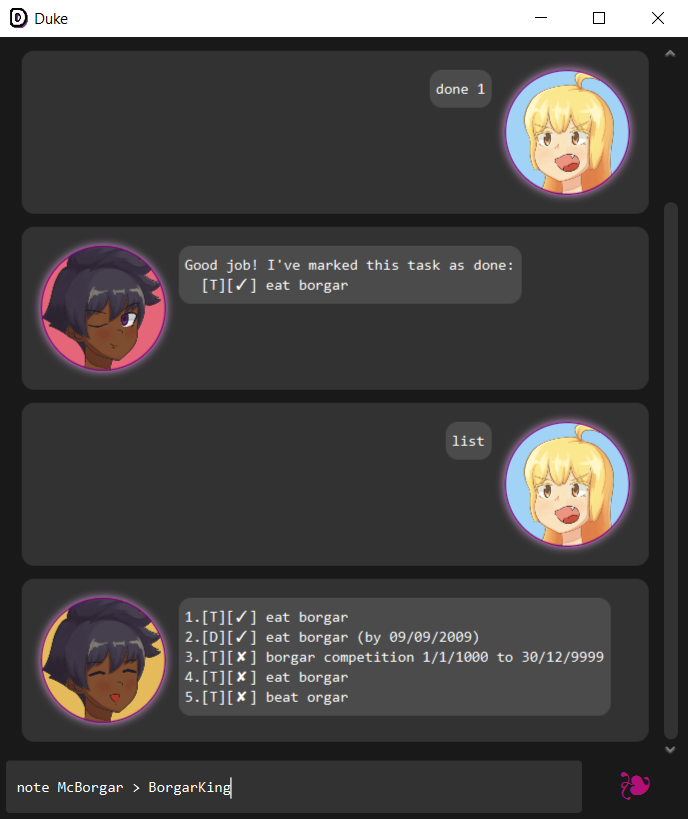 Duke
done 1
Good job! I've marked this task as done:
[T][✓] eat borgar
list
1.[T][✓] eat borgar
2.[D][✓] eat borgar (by 09/09/2009)
3.[T][✘] borgar competition 1/1/1000 to 30/12/9999
4.[T][✘] eat borgar
5.[T][✘] beat orgar
note McBorgar > BorgarKing